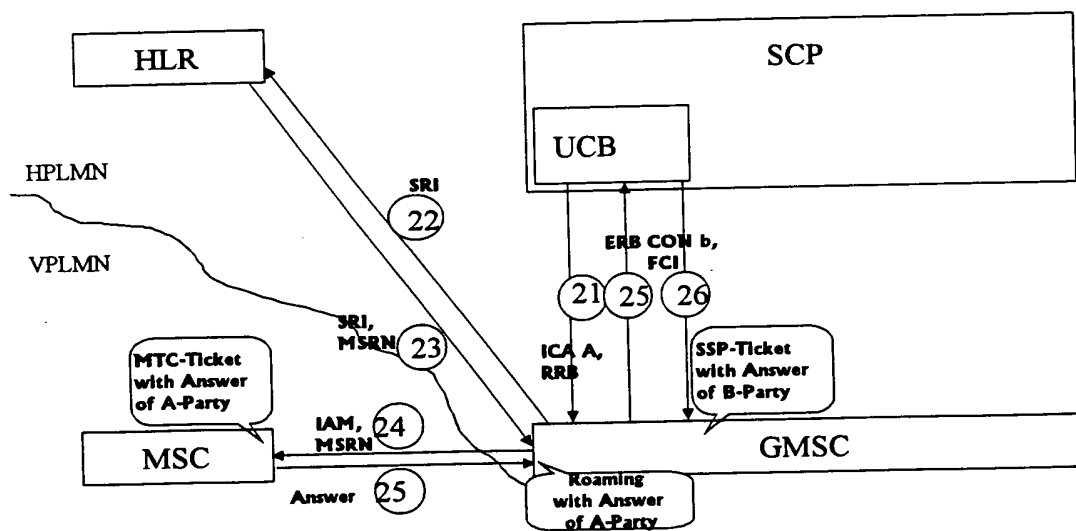 HLR
SCP
UCB
HPLMN
VPLMN
SRI
22
ERB CON b,
FCI
21
25
26
SRI,
MSRN
23
ICA A,
RRB
MTC-Ticket
with Answer
of A-Party
SSP-Ticket
with Answer
of B-Party
IAM,
MSRN
24
MSC
GMSC
Answer
25
Roaming
with Answer
of A-Party